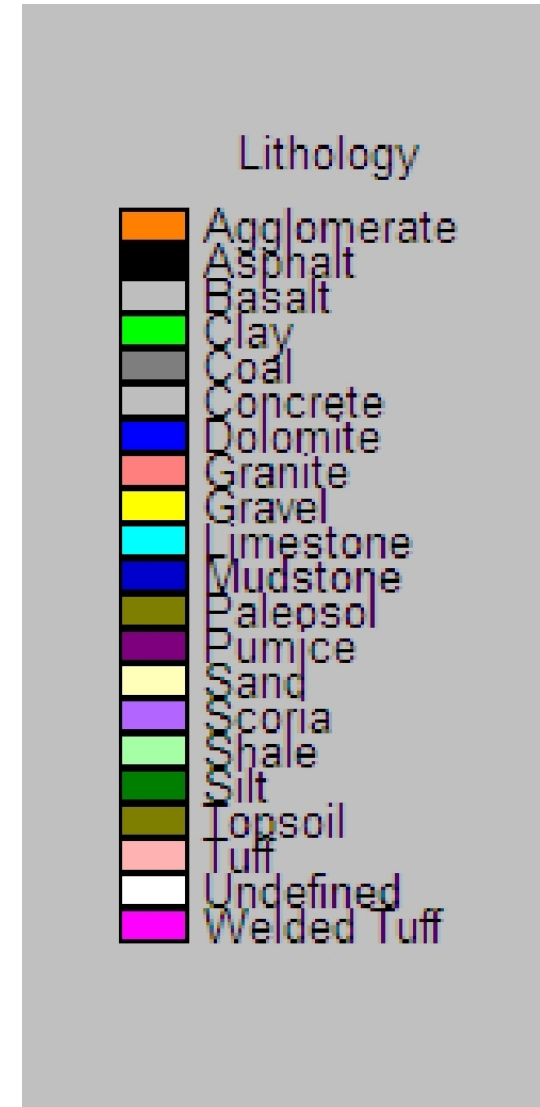 Lithology
Agglomerate
Asphalt
Basalt
Clay
Coal
Concrete
Dolomite
Granite
Gravel
Limestone
Mudstone
Paleosol
Pumice
Sand
Scoria
Shale
Silt
Topsoil
Tuff
Undefined
Welded Tuff